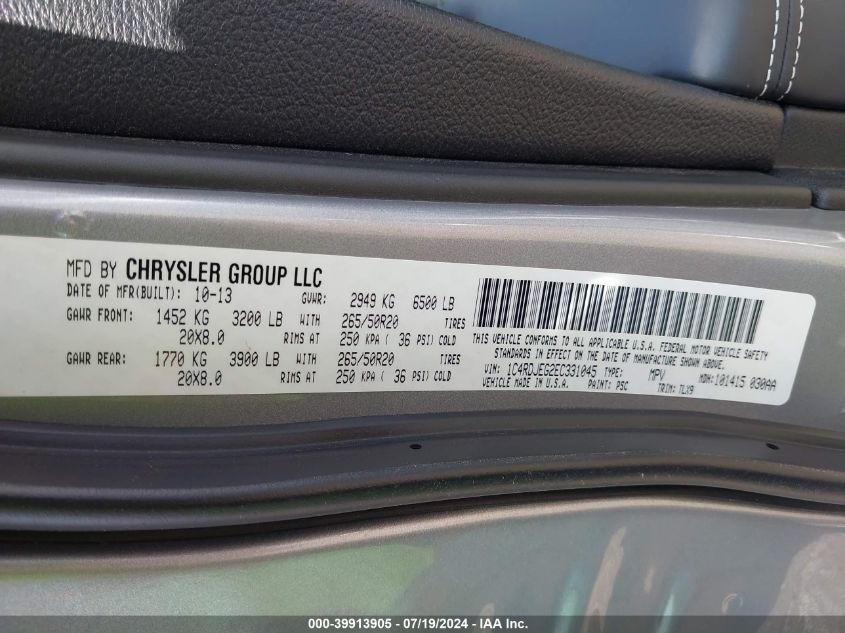 MFD BY CHRYSLER GROUP LLC
DATE OF MFR(BUILT): 10-13 GVWR: 2949 KG 6500 LB
GAWR FRONT: 1452 KG 3200 LB WITH 265/50R20 TIRES
20X8.0 RIMS AT 250 KPA ( 36 PSI) COLD
GAWR REAR: 1770 KG 3900 LB WITH 265/50R20 TIRES
20X8.0 RIMS AT 250 KPA ( 36 PSI) COLD
THIS VEHICLE CONFORMS TO ALL APPLICABLE U.S.A. FEDERAL MOTOR VEHICLE SAFETY
STANDARDS IN EFFECT ON THE DATE OF MANUFACTURE SHOWN ABOVE.
VIN: 1C4RDJEG2EC331045 TYPE: MPV MDH: 101415 030AA
VEHICLE MADE IN U.S.A. PAINT: PSC TRIM: TLX9
000-39913905 - 07/19/2024 - IAA Inc.